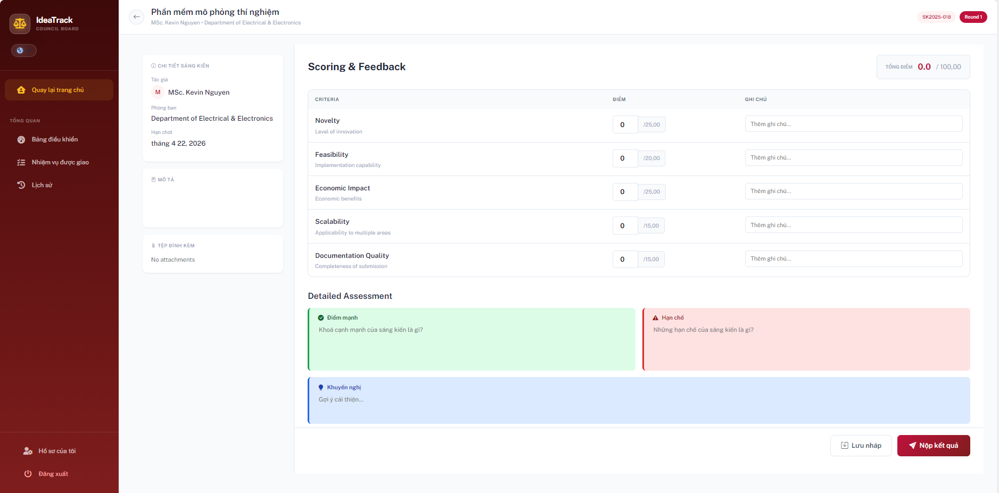 IdeaTrack
COUNCIL BOARD
Quay lại trang chủ
TỔNG QUAN
Bảng điều khiển
Nhiệm vụ được giao
Lịch sử
Hồ sơ của tôi
Đăng xuất
Phần mềm mô phỏng thí nghiệm
MSc. Kevin Nguyen • Department of Electrical & Electronics
SK2025-018
Round 1
CHI TIẾT SÁNG KIẾN
Tác giả
M MSc. Kevin Nguyen
Phòng ban
Department of Electrical & Electronics
Hạn chót
tháng 4 22, 2026
MÔ TẢ
TỆP ĐÍNH KÈM
No attachments
Scoring & Feedback
TỔNG ĐIỂM 0.0 / 100,00
CRITERIA ĐIỂM GHI CHÚ
Novelty
Level of innovation
0 /25,00 Thêm ghi chú...
Feasibility
Implementation capability
0 /20,00 Thêm ghi chú...
Economic Impact
Economic benefits
0 /25,00 Thêm ghi chú...
Scalability
Applicability to multiple areas
0 /15,00 Thêm ghi chú...
Documentation Quality
Completeness of submission
0 /15,00 Thêm ghi chú...
Detailed Assessment
Điểm mạnh
Khoá cạnh mạnh của sáng kiến là gì?
Hạn chế
Những hạn chế của sáng kiến là gì?
Khuyến nghị
Gợi ý cải thiện...
Lưu nháp
Nộp kết quả